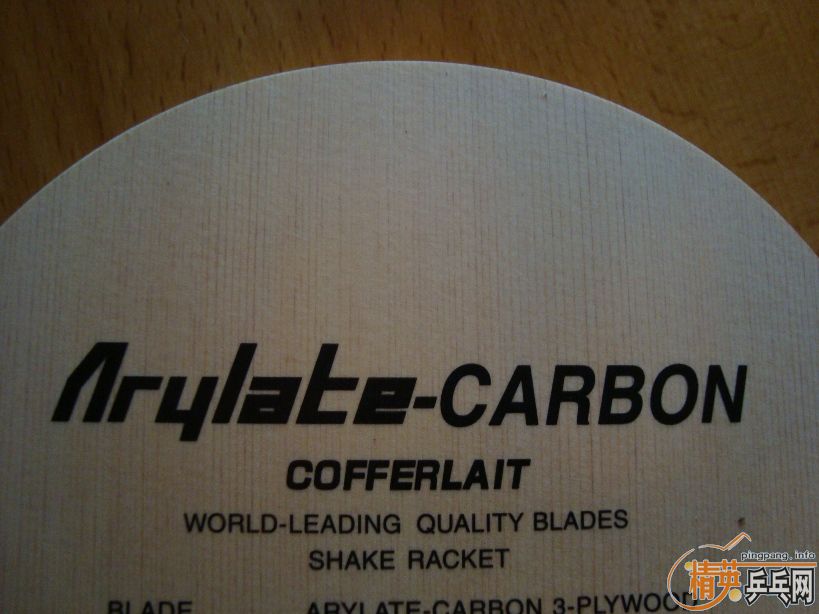 Arylate-CARBON
COFFERLAIT
WORLD-LEADING QUALITY BLADES
SHAKE RACKET
BLADE ARYLATE-CARBON 3-PLYWOOD
pingpang.info
精英乒乓网